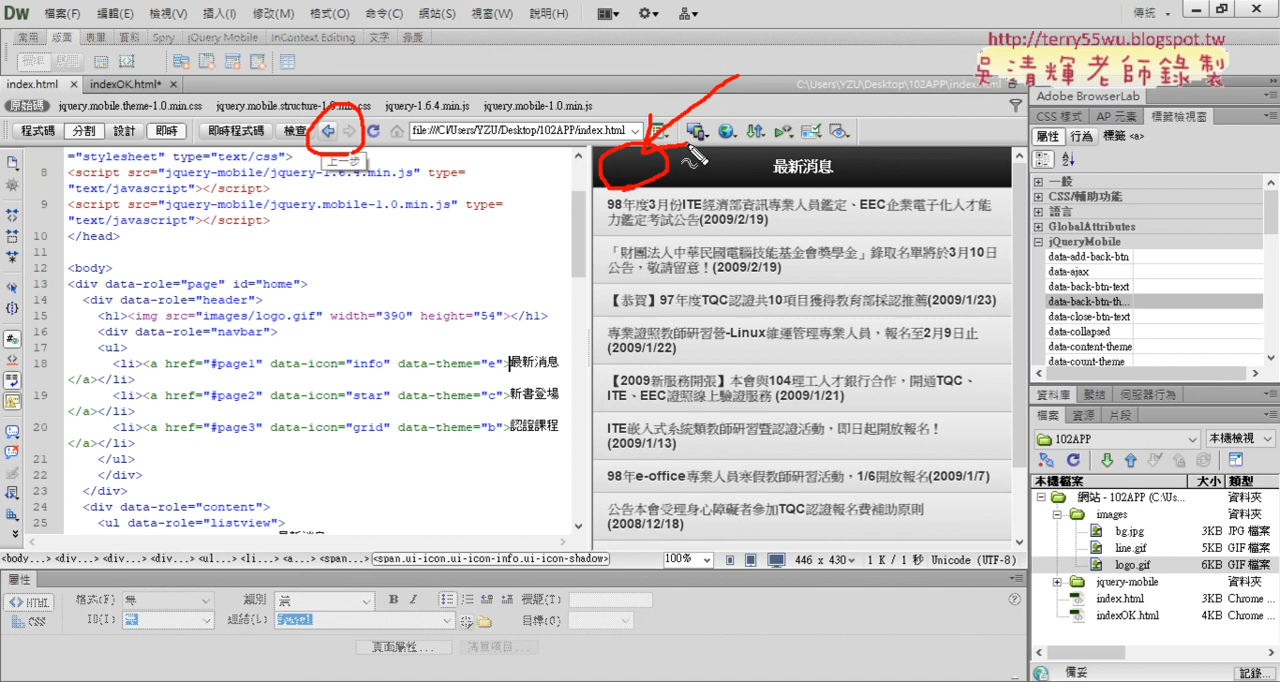 Dw 檔案(F) 編輯(E) 檢視(V) 插入(I) 修改(M) 格式(O) 命令(C) 網站(S) 視窗(W) 說明(H) 傳統
常用 版面 表單 資料 Spry jQuery Mobile InContext Editing 文字
標準
http://terry55wu.blogspot.tw
吳清輝老師錄製
index.html × indexOK.html* ×
C:\Users\YZU\Desktop\102APP\index.html
原始碼 jquery.mobile.theme-1.0.min.css jquery.mobile.structure-1.0.min.css jquery-1.6.4.min.js jquery.mobile-1.0.min.js
程式碼 分割 設計 即時 即時程式碼 檢查 file:///C|/Users/YZU/Desktop/102APP/index.html
上一步
="stylesheet" type="text/css">
8 <script src="jquery-mobile/jquery-1.6.4.min.js" type=
"text/javascript"></script>
9 <script src="jquery-mobile/jquery.mobile-1.0.min.js" type=
"text/javascript"></script>
10 </head>
11
12 <body>
13 <div data-role="page" id="home">
14 <div data-role="header">
15 <h1><img src="images/logo.gif" width="390" height="54"></h1>
16 <div data-role="navbar">
17 <ul>
18 <li><a href="#page1" data-icon="info" data-theme="e">最新消息
</a></li>
19 <li><a href="#page2" data-icon="star" data-theme="c">新書登場
</a></li>
20 <li><a href="#page3" data-icon="grid" data-theme="b">認證課程
</a></li>
21 </ul>
22 </div>
23 </div>
24 <div data-role="content">
25 <ul data-role="listview">
最新消息
98年度3月份ITE經濟部資訊專業人員鑑定、EEC企業電子化人才能
力鑑定考試公告(2009/2/19)
「財團法人中華民國電腦技能基金會獎學金」錄取名單將於3月10日
公告，敬請留意！(2009/2/19)
【恭賀】97年度TQC認證共10項目獲得教育部採認推薦(2009/1/23)
專業證照教師研習營-Linux維運管理專業人員，報名至2月9日止
(2009/1/22)
【2009新服務開張】本會與104理工人才銀行合作，開通TQC、
ITE、EEC證照線上驗證服務 (2009/1/21)
ITE嵌入式系統類教師研習暨認證活動，即日起開放報名！
(2009/1/13)
98年e-office專業人員寒假教師研習活動，1/6開放報名(2009/1/7)
公告本會受理身心障礙者參加TQC認證報名費補助原則
(2008/12/18)
<body...> <div...> <div...> <div...> <ul...> <li...> <a...> <span...> <span.ui-icon.ui-icon-info.ui-icon-shadow>
100% 446 x 430 1 K / 1 秒 Unicode (UTF-8)
屬性
HTML 格式(F) 無 類別 無 B I 標題(T)
CSS ID(I) 無 連結(L) #page1 目標(G)
頁面屬性... 清單項目...
Adobe BrowserLab
CSS 樣式 AP 元素 標籤檢視窗
屬性 行為 標籤 <a>
一般
CSS/輔助功能
語言
GlobalAttributes
jQueryMobile
data-add-back-btn
data-ajax
data-back-btn-text
data-back-btn-th...
data-close-btn-text
data-collapsed
data-content-theme
data-count-theme
資料庫 繫結 伺服器行為
檔案 資源 片段
102APP 本機檢視
本機檔案 大小 類型
網站 - 102APP (C:\Us... 資料夾
images 資料夾
bg.jpg 3KB JPG 檔案
line.gif 5KB GIF 檔案
logo.gif 6KB GIF 檔案
jquery-mobile 資料夾
index.html 3KB Chrome ...
indexOK.html 4KB Chrome ...
備妥 記錄...